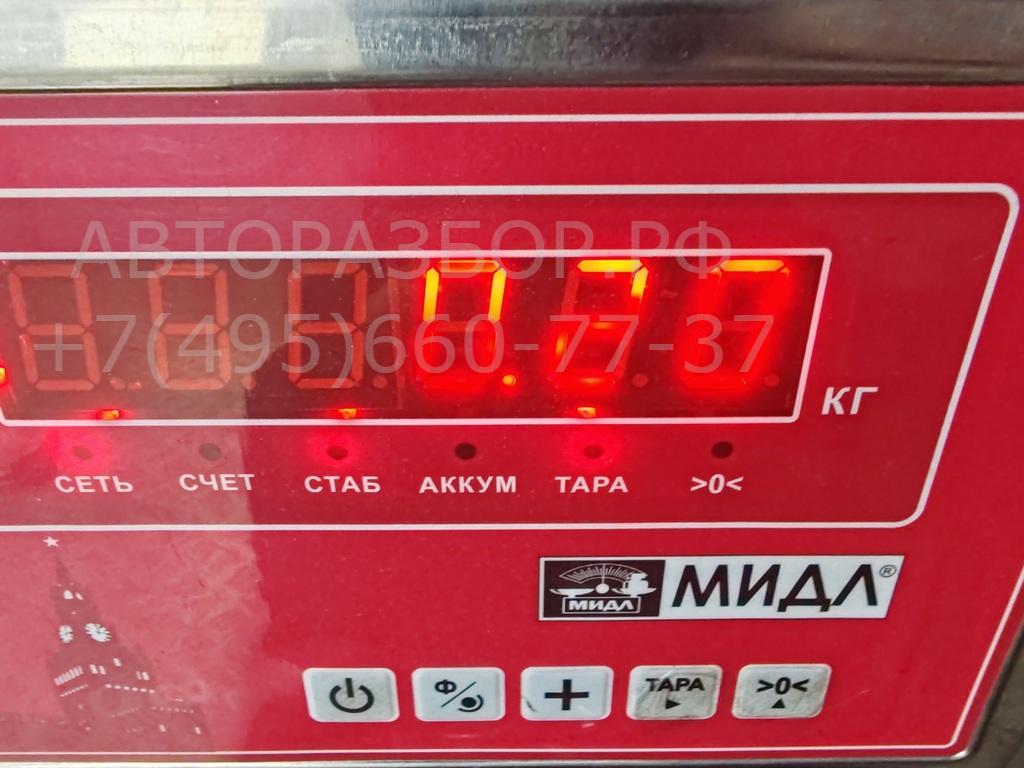 АВТОРАЗБОР.РФ
+7(495)660-77-37
0.20
КГ
СЕТЬ СЧЕТ СТАБ АККУМ ТАРА >0<
МИДЛ МИДЛ®
Ф ТАРА >0<